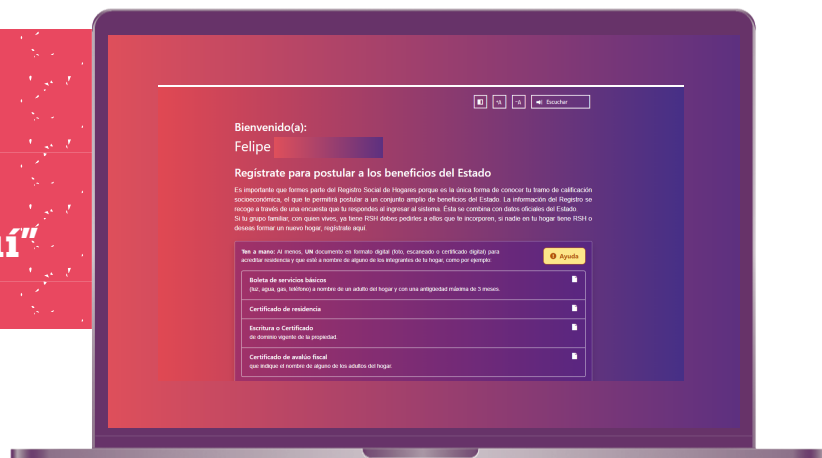 í"
+A
-A
Escuchar
Bienvenido(a):
Felipe
Regístrate para postular a los beneficios del Estado
Es importante que formes parte del Registro Social de Hogares porque es la única forma de conocer tu tramo de calificación
socioeconómica, el que te permitirá postular a un conjunto amplio de beneficios del Estado. La información del Registro se
recoge a través de una encuesta que tu respondes al ingresar al sistema. Ésta se combina con datos oficiales del Estado.
Si tu grupo familiar, con quien vives, ya tiene RSH debes pedirles a ellos que te incorporen, si nadie en tu hogar tiene RSH o
deseas formar un nuevo hogar, regístrate aquí.
Ten a mano: Al menos, UN documento en formato digital (foto, escaneado o certificado digital) para
acreditar residencia y que esté a nombre de alguno de los integrantes de tu hogar, como por ejemplo:
Ayuda
Boleta de servicios básicos
(luz, agua, gas, teléfono) a nombre de un adulto del hogar y con una antigüedad máxima de 3 meses.
Certificado de residencia
Escritura o Certificado
de dominio vigente de la propiedad.
Certificado de avalúo fiscal
que indique el nombre de alguno de los adultos del hogar.